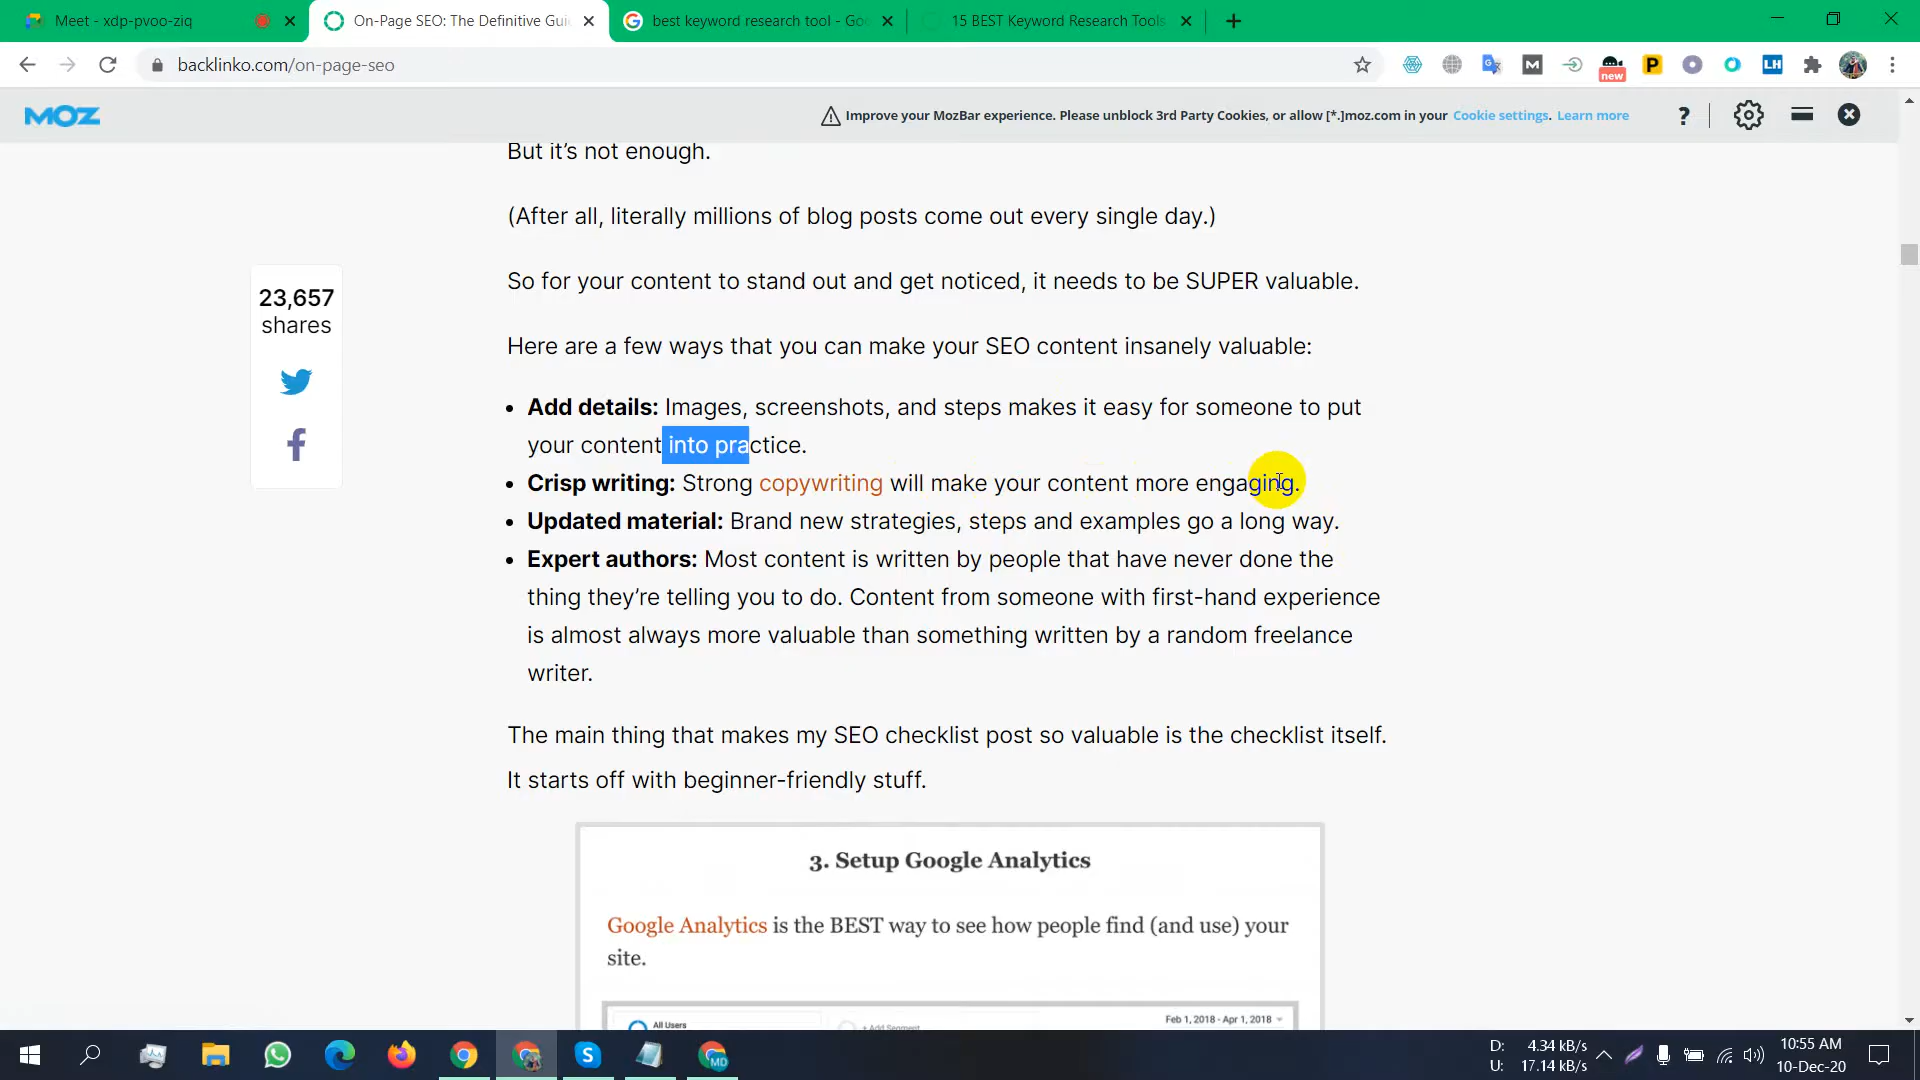 Meet - xdp-pvoo-ziq
On-Page SEO: The Definitive Gui
best keyword research tool - Goo
15 BEST Keyword Research Tools
backlinko.com/on-page-seo
new
MOZ
Improve your MozBar experience. Please unblock 3rd Party Cookies, or allow [*.]moz.com in your Cookie settings. Learn more
But it’s not enough.
(After all, literally millions of blog posts come out every single day.)
So for your content to stand out and get noticed, it needs to be SUPER valuable.
23,657
shares
Here are a few ways that you can make your SEO content insanely valuable:
• Add details: Images, screenshots, and steps makes it easy for someone to put
your content into practice.
• Crisp writing: Strong copywriting will make your content more engaging.
• Updated material: Brand new strategies, steps and examples go a long way.
• Expert authors: Most content is written by people that have never done the
thing they’re telling you to do. Content from someone with first-hand experience
is almost always more valuable than something written by a random freelance
writer.
The main thing that makes my SEO checklist post so valuable is the checklist itself.
It starts off with beginner-friendly stuff.
3. Setup Google Analytics
Google Analytics is the BEST way to see how people find (and use) your
site.
All Users
+ Add Segment
Feb 1, 2018 - Apr 1, 2018
D: 4.34 kB/s
U: 17.14 kB/s
10:55 AM
10-Dec-20